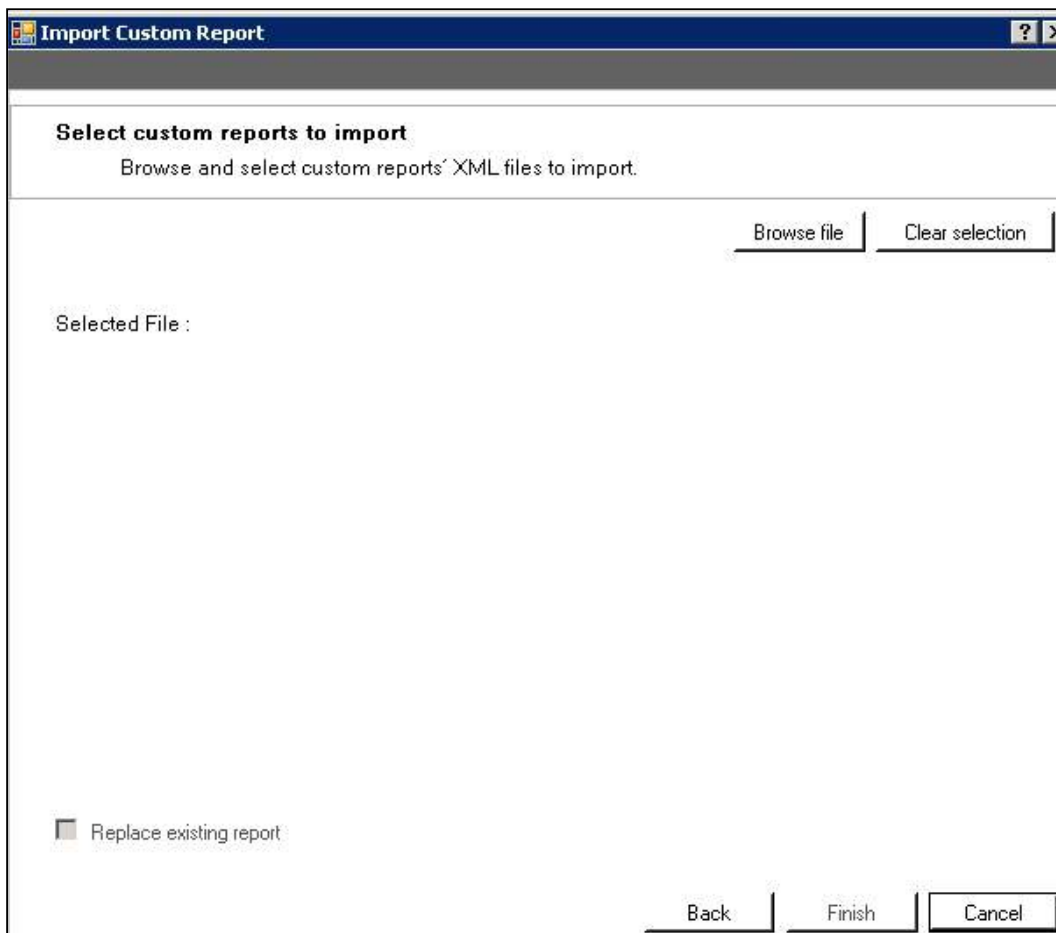 Import Custom Report
?
Select custom reports to import
Browse and select custom reports' XML files to import.
Browse file Clear selection
Selected File :
Replace existing report
Back Finish Cancel